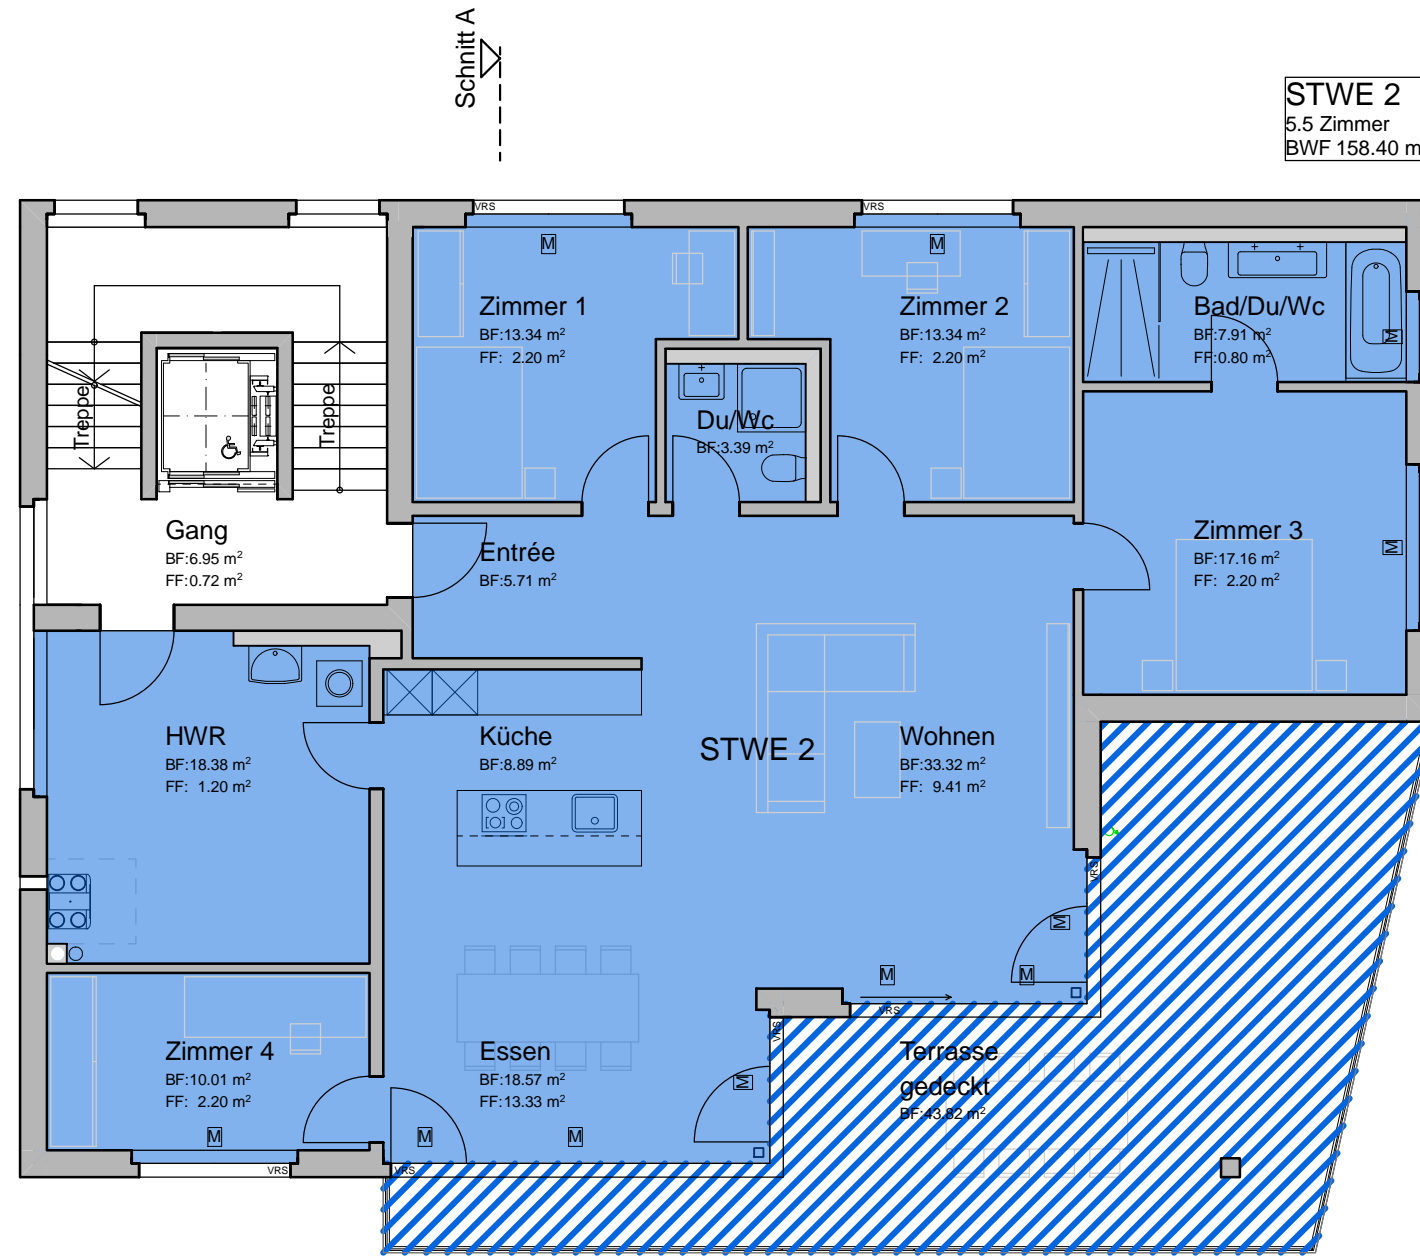 Schnitt A
STWE 2
5.5 Zimmer
BWF 158.40 m
VRS
VRS
M
M
Zimmer 1
BF:13.34 m²
FF: 2.20 m²
Zimmer 2
BF:13.34 m²
FF: 2.20 m²
Bad/Du/Wc
BF:7.91 m²
FF:0.80 m²
M
Treppe
Treppe
Du/Wc
BF:3.39 m²
Gang
BF:6.95 m²
FF:0.72 m²
Entrée
BF:5.71 m²
Zimmer 3
BF:17.16 m²
FF: 2.20 m²
M
HWR
BF:18.38 m²
FF: 1.20 m²
Küche
BF:8.89 m²
STWE 2
Wohnen
BF:33.32 m²
FF: 9.41 m²
VRS
M
M
M
VRS
VRS
Zimmer 4
BF:10.01 m²
FF: 2.20 m²
Essen
BF:18.57 m²
FF:13.33 m²
Terrasse
gedeckt
BF:43.82 m²
M
M
M
M
VRS
VRS